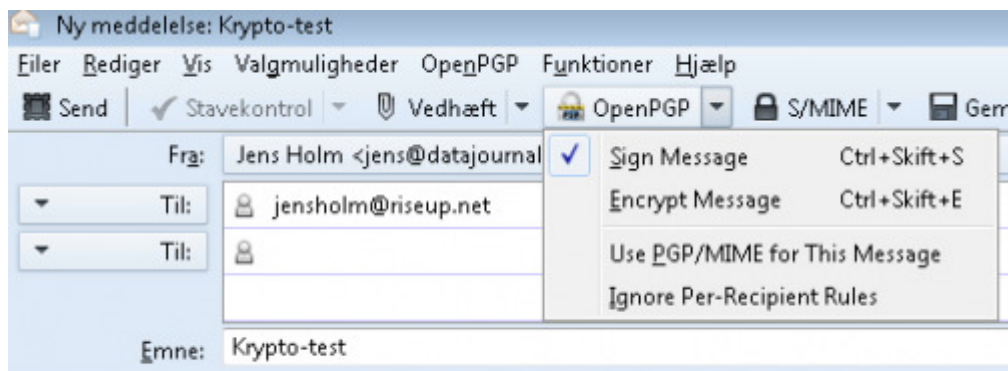 Ny meddelelse: Krypto-test
Filer Rediger Vis Valgmuligheder OpenPGP Funktioner Hjælp
Send Stavekontrol Vedhæft OpenPGP S/MIME Gem
Fra: Jens Holm <jens@datajournal
Sign Message Ctrl+Skift+S
Til: jensholm@riseup.net
Encrypt Message Ctrl+Skift+E
Til:
Use PGP/MIME for This Message
Ignore Per-Recipient Rules
Emne: Krypto-test